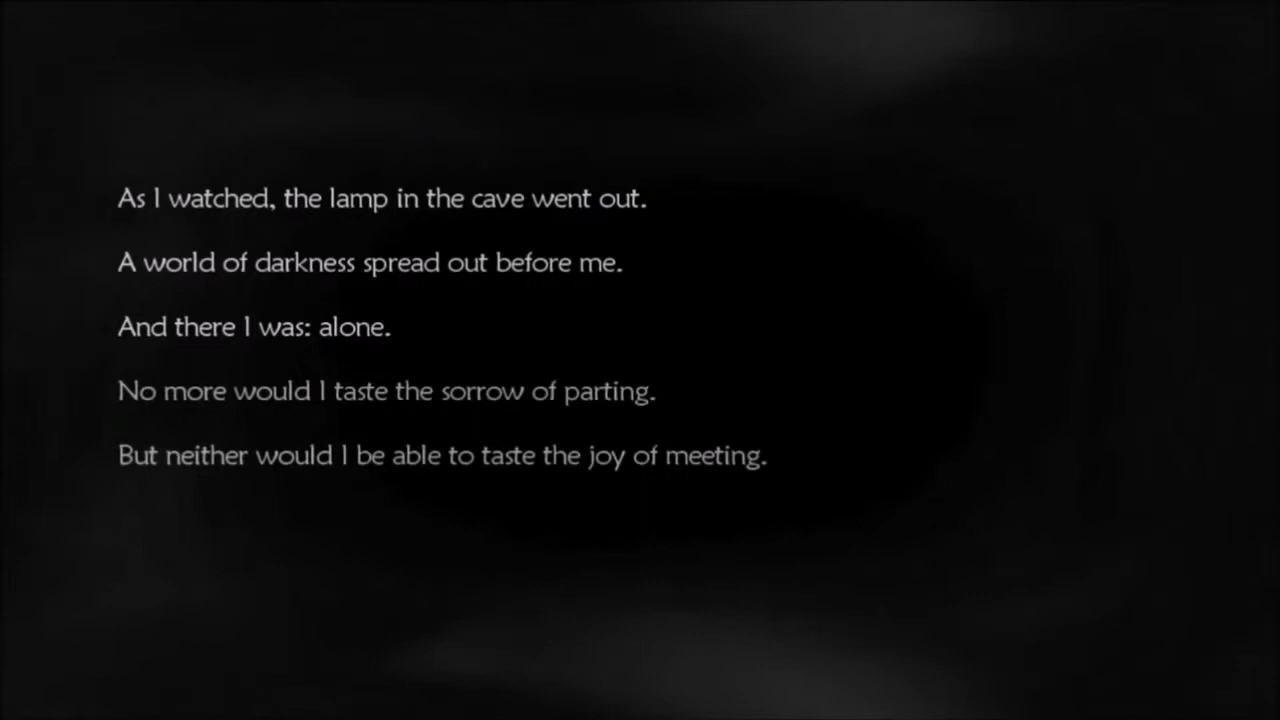 As I watched, the lamp in the cave went out.
A world of darkness spread out before me.
And there I was: alone.
No more would I taste the sorrow of parting.
But neither would I be able to taste the joy of meeting.